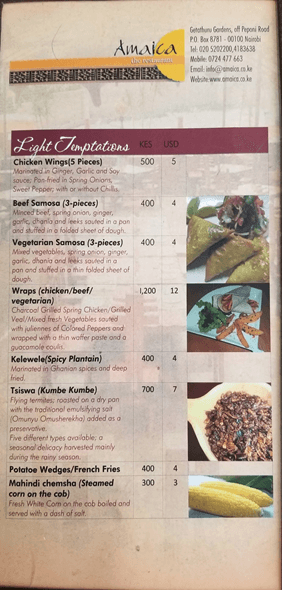 Amaica
Getathuru Gardens, off Peponi Road
P.O. Box 8781 - 00100 Nairobi
Tel: 020 5202200,4183638
Mobile: 0724 477 663
Email: info@amaica.co.ke
Website:www.amaica.co.ke
Light Temptations KES USD
Chicken Wings(5 Pieces) 500 5
Marinated in Ginger, Garlic and Soy
sauce; Pan-fried in Spring Onions,
Sweet Pepper; with or without Chills.
Beef Samosa (3-pieces) 400 4
Minced beef, spring onion, ginger,
garlic, dhania and leeks sauted in a pan
and stuffed in a folded sheet of dough.
Vegetarian Samosa (3-pieces) 400 4
Mixed vegetables, spring onion, ginger,
garlic, dhania and leeks sauted in a
pan and stuffed in a thin folded sheet of
dough.
Wraps (chicken/beef/ 1,200 12
vegetarian)
Charcoal Grilled Spring Chicken/Grilled
Veal/Mixed fresh Vegetables sauted
with juliennes of Colored Peppers and
wrapped with a thin wafer paste and a
guacamole coulis.
Kelewele(Spicy Plantain) 400 4
Marinated in Ghanian spices and deep
fried.
Tsiswa (Kumbe Kumbe) 700 7
Flying termites; roasted on a dry pan
with the traditional emulsifying salt
(Omunyu Omusherekha) added as a
preservative.
Five different types available; a
seasonal delicacy harvested mainly
during the rainy season.
Potatoe Wedges/French Fries 400 4
Mahindi chemsha (Steamed 300 3
corn on the cob)
Fresh White Corn on the cob boiled and
served with a dash of salt.